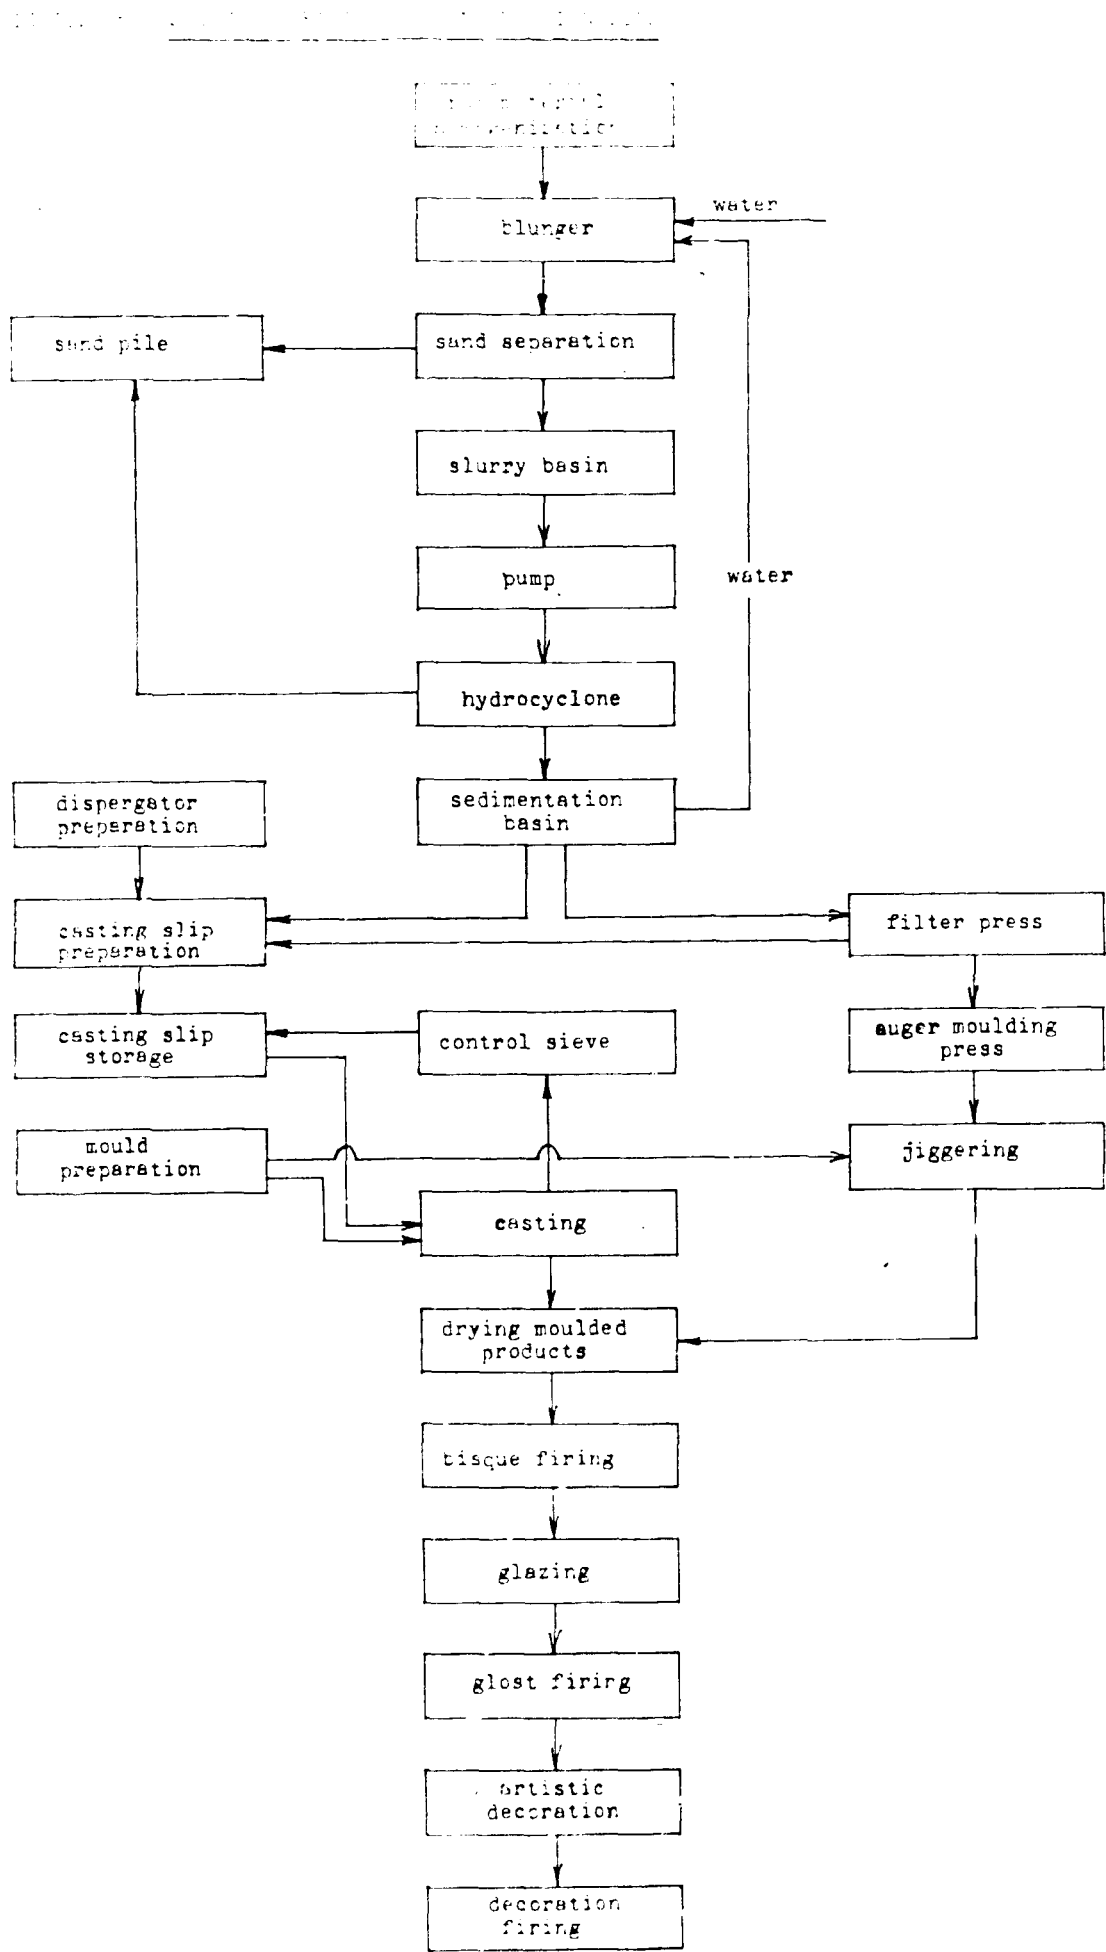 blunger
water
sand pile
sand separation
slurry basin
pump
water
hydrocyclone
dispergator
preparation
sedimentation
basin
casting slip
preparation
filter press
casting slip
storage
control sieve
auger moulding
press
mould
preparation
jiggering
casting
drying moulded
products
bisque firing
glazing
glost firing
artistic
decoration
decoration
firing